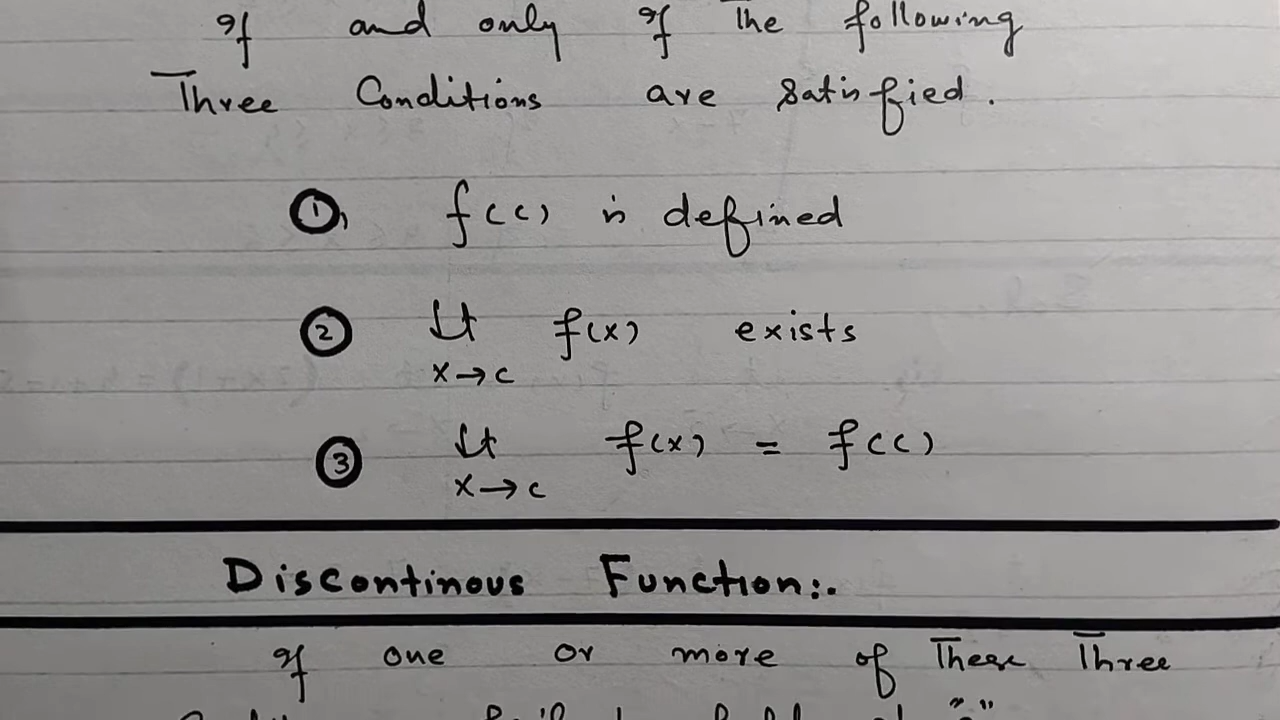 If and only if The following
Three Conditions are satisfied.
①, f(c) is defined
② Lt f(x) exists
x→c
③ Lt f(x) = f(c)
x→c
Discontinous Function:.
If one or more of These Three